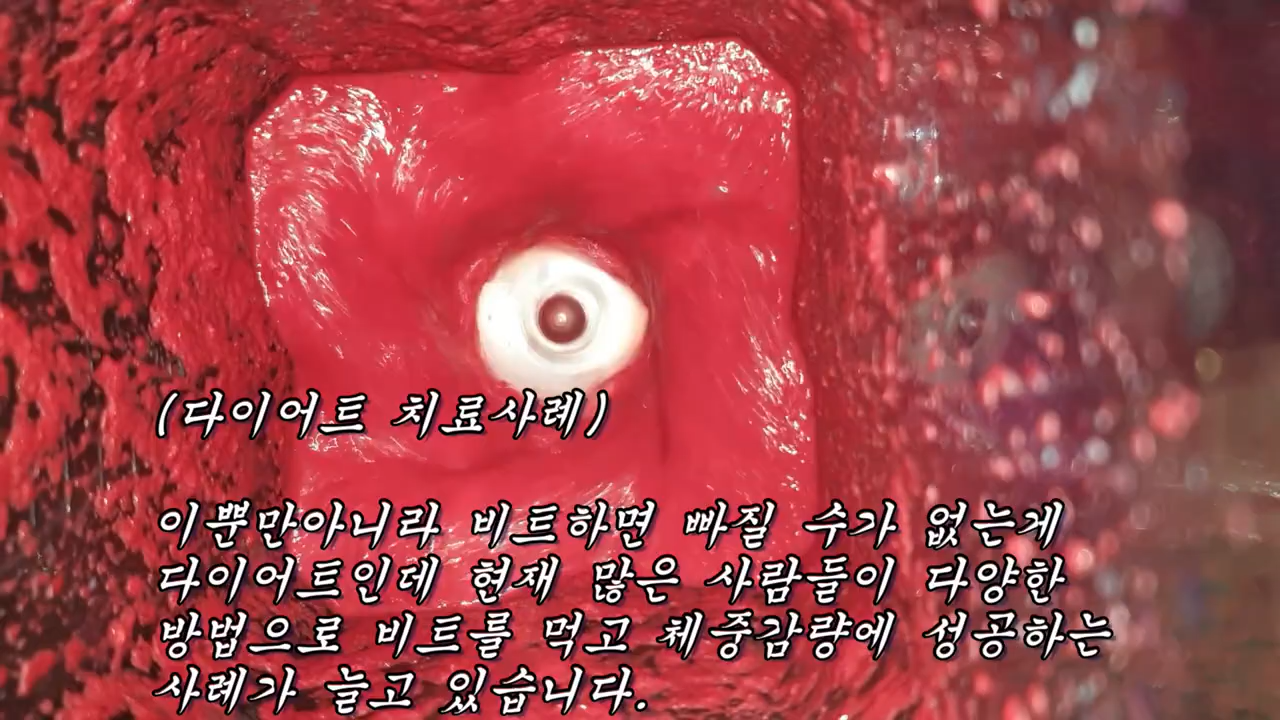 (다이어트 치료사례)
이뿐만아니라 비트하면 빠질 수가 없는게
다이어트인데 현재 많은 사람들이 다양한
방법으로 비트를 먹고 체중감량에 성공하는
사례가 늘고 있습니다.